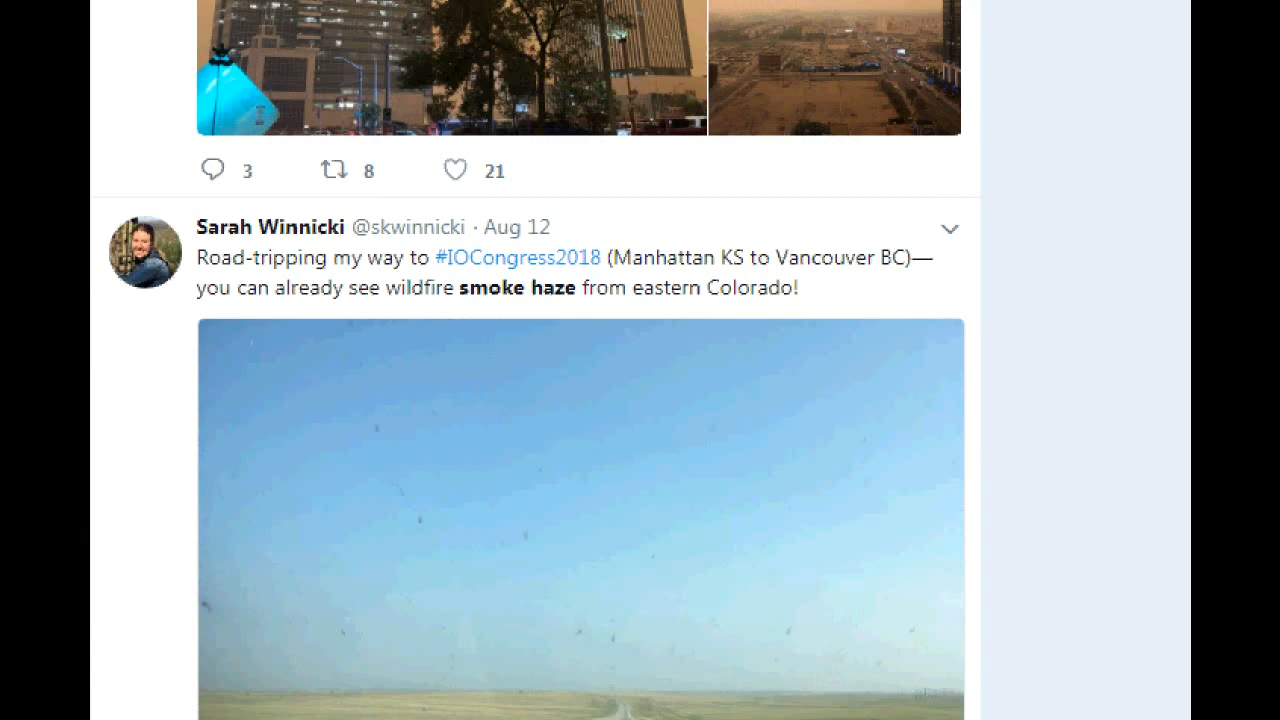 3 8 21
Sarah Winnicki @skwinnicki · Aug 12
Road-tripping my way to #IOCongress2018 (Manhattan KS to Vancouver BC)—
you can already see wildfire smoke haze from eastern Colorado!